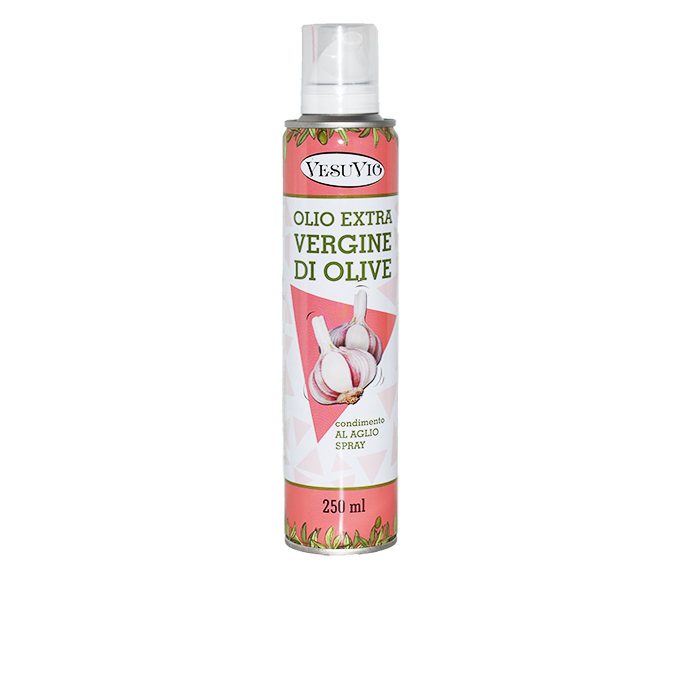 VESUVIO
OLIO EXTRA
VERGINE
DI OLIVE
condimento
AL AGLIO
SPRAY
250 ml